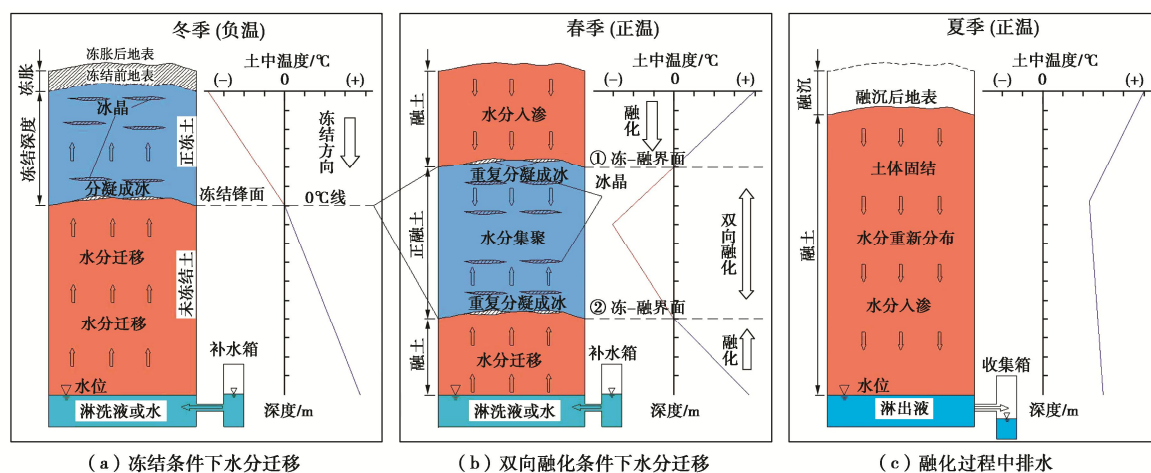 冬季 (负温)
冻胀后地表
冻结前地表
冻胀
冻结深度
冰晶
正冻土
分凝成冰
水分迁移
水分迁移
未冻结土
水位
淋洗液或水
补水箱
土中温度/℃
(−) 0 (+)
冻结方向
冻结锋面
0℃线
深度/m
(a) 冻结条件下水分迁移
春季 (正温)
融土
水分入渗
正融土
重复分凝成冰
冰晶
水分集聚
重复分凝成冰
融土
水分迁移
水位
淋洗液或水
补水箱
土中温度/℃
(−) 0 (+)
融化
① 冻-融界面
双向融化
② 冻-融界面
融化
深度/m
(b) 双向融化条件下水分迁移
夏季 (正温)
融沉
融沉后地表
融土
土体固结
水分重新分布
水分入渗
水位
淋出液
收集箱
土中温度/℃
(−) 0 (+)
深度/m
(c) 融化过程中排水